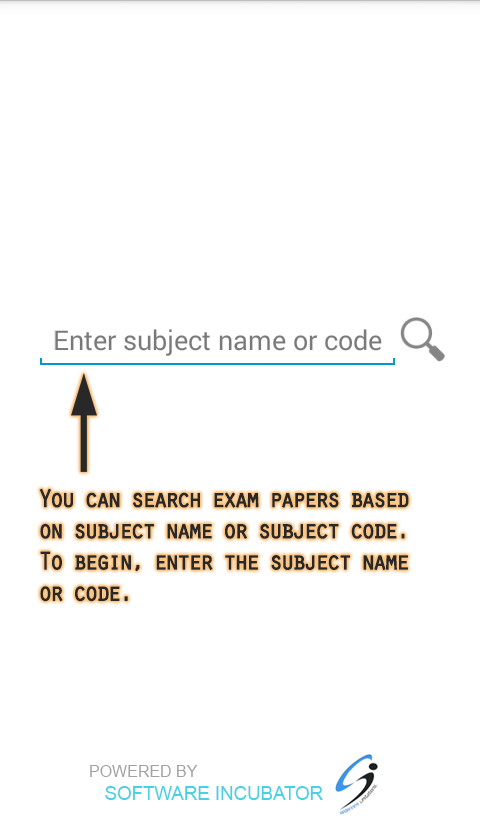 Enter subject name or code
You can search exam papers based
on subject name or subject code.
To begin, enter the subject name
or code.
POWERED BY
SOFTWARE INCUBATOR